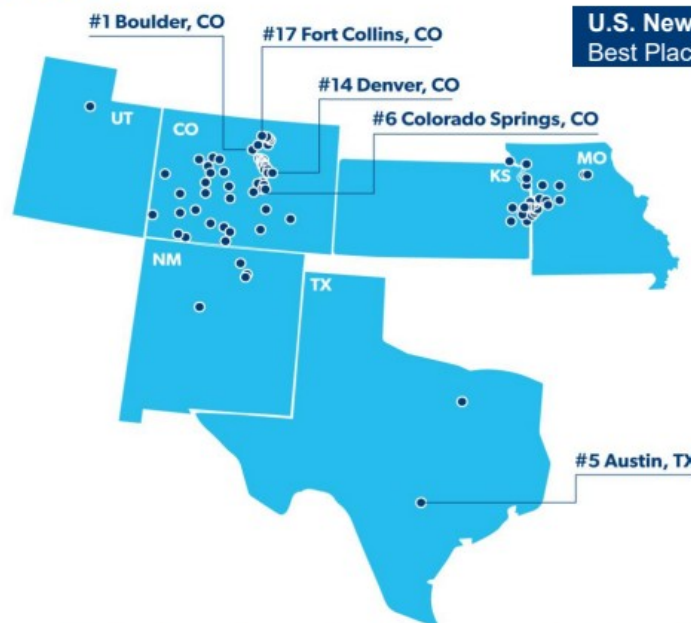 #1 Boulder, CO
#17 Fort Collins, CO
U.S. New
Best Plac
#14 Denver, CO
#6 Colorado Springs, CO
UT
CO
KS
MO
NM
TX
#5 Austin, TX